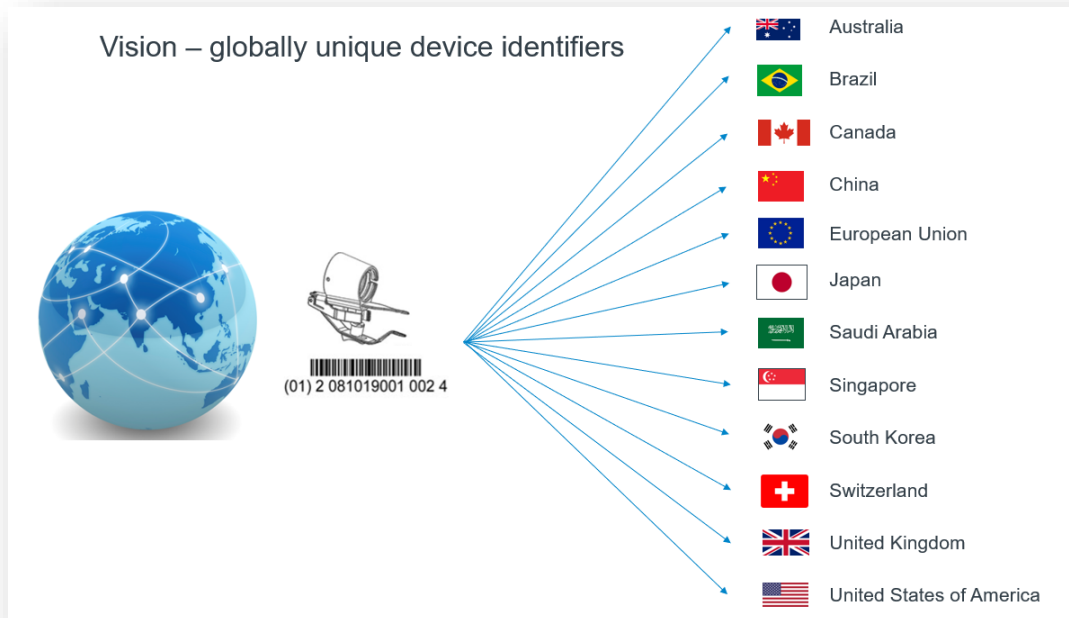 Vision – globally unique device identifiers
(01) 2 081019001 002 4
Australia
Brazil
Canada
China
European Union
Japan
Saudi Arabia
Singapore
South Korea
Switzerland
United Kingdom
United States of America